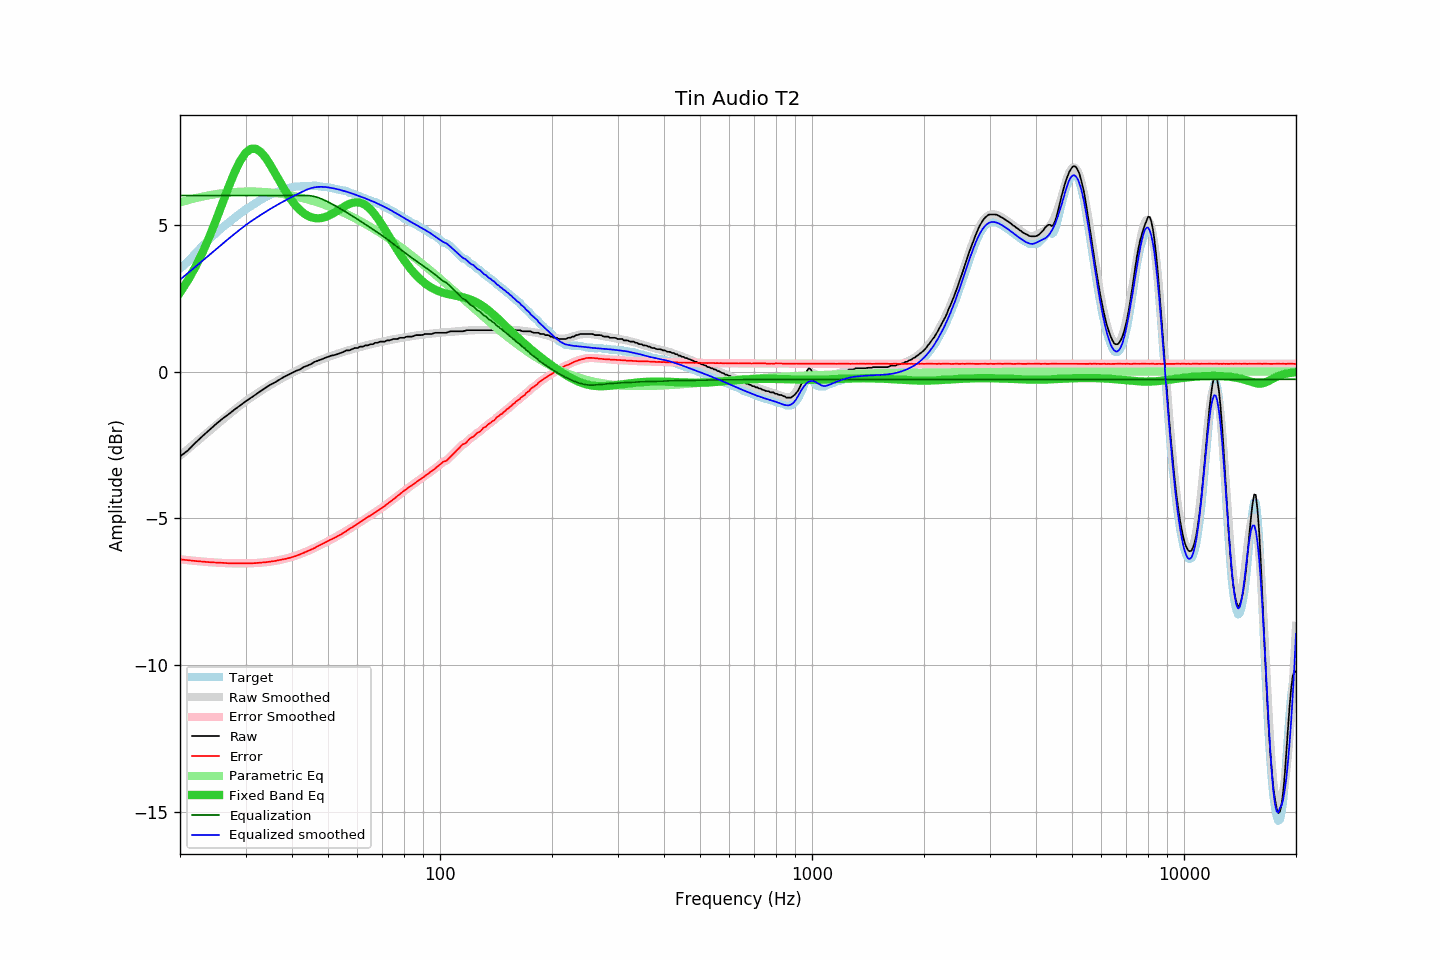 Tin Audio T2
Amplitude (dBr)
5
0
−5
−10
−15
Target
Raw Smoothed
Error Smoothed
Raw
Error
Parametric Eq
Fixed Band Eq
Equalization
Equalized smoothed
100 1000 10000
Frequency (Hz)